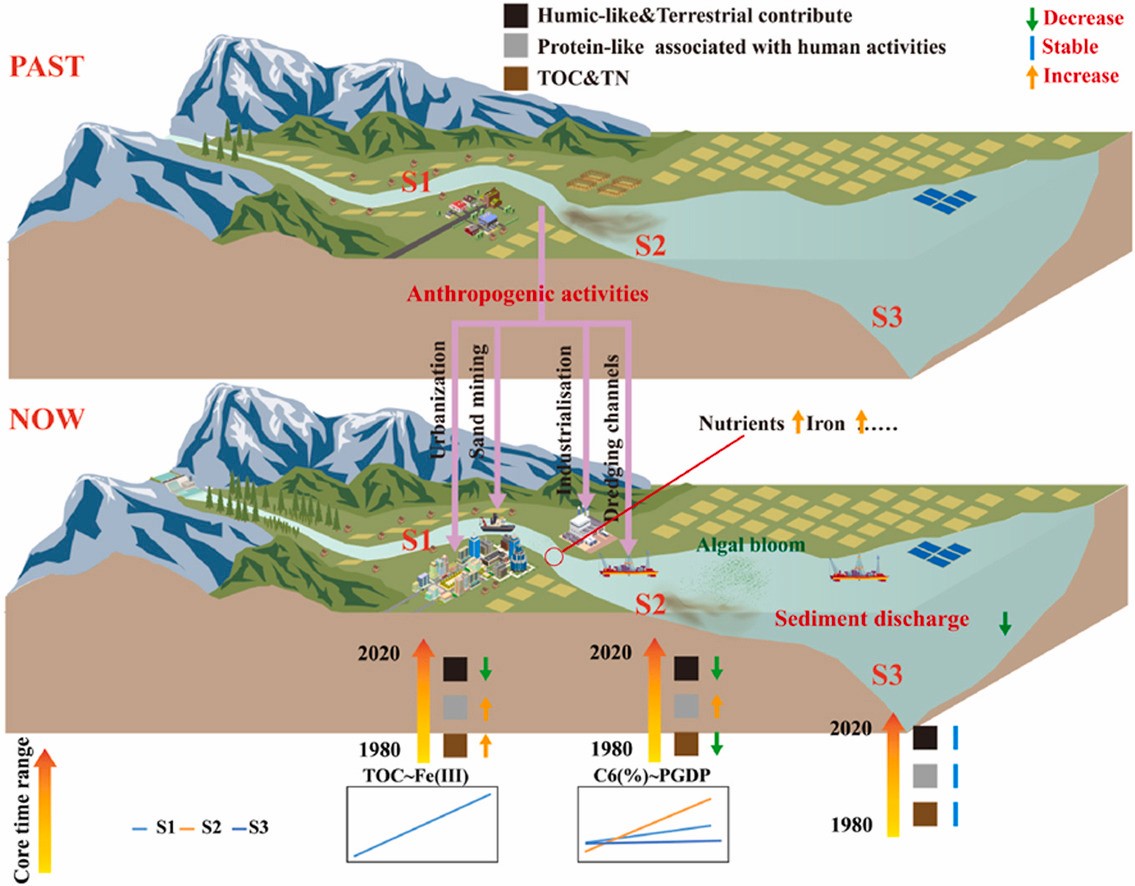 Humic-like&Terrestrial contribute
Decrease
PAST
Protein-like associated with human activities
Stable
TOC&TN
Increase
S1
S2
Anthropogenic activities
S3
Urbanization
Sand mining
Industrialisation
Dredging channels
NOW
Nutrients Iron ......
S1
Algal bloom
S2
Sediment discharge
S3
2020
2020
2020
1980
1980
1980
Core time range
TOC~Fe(III)
C6(%)~PGDP
S1 S2 S3